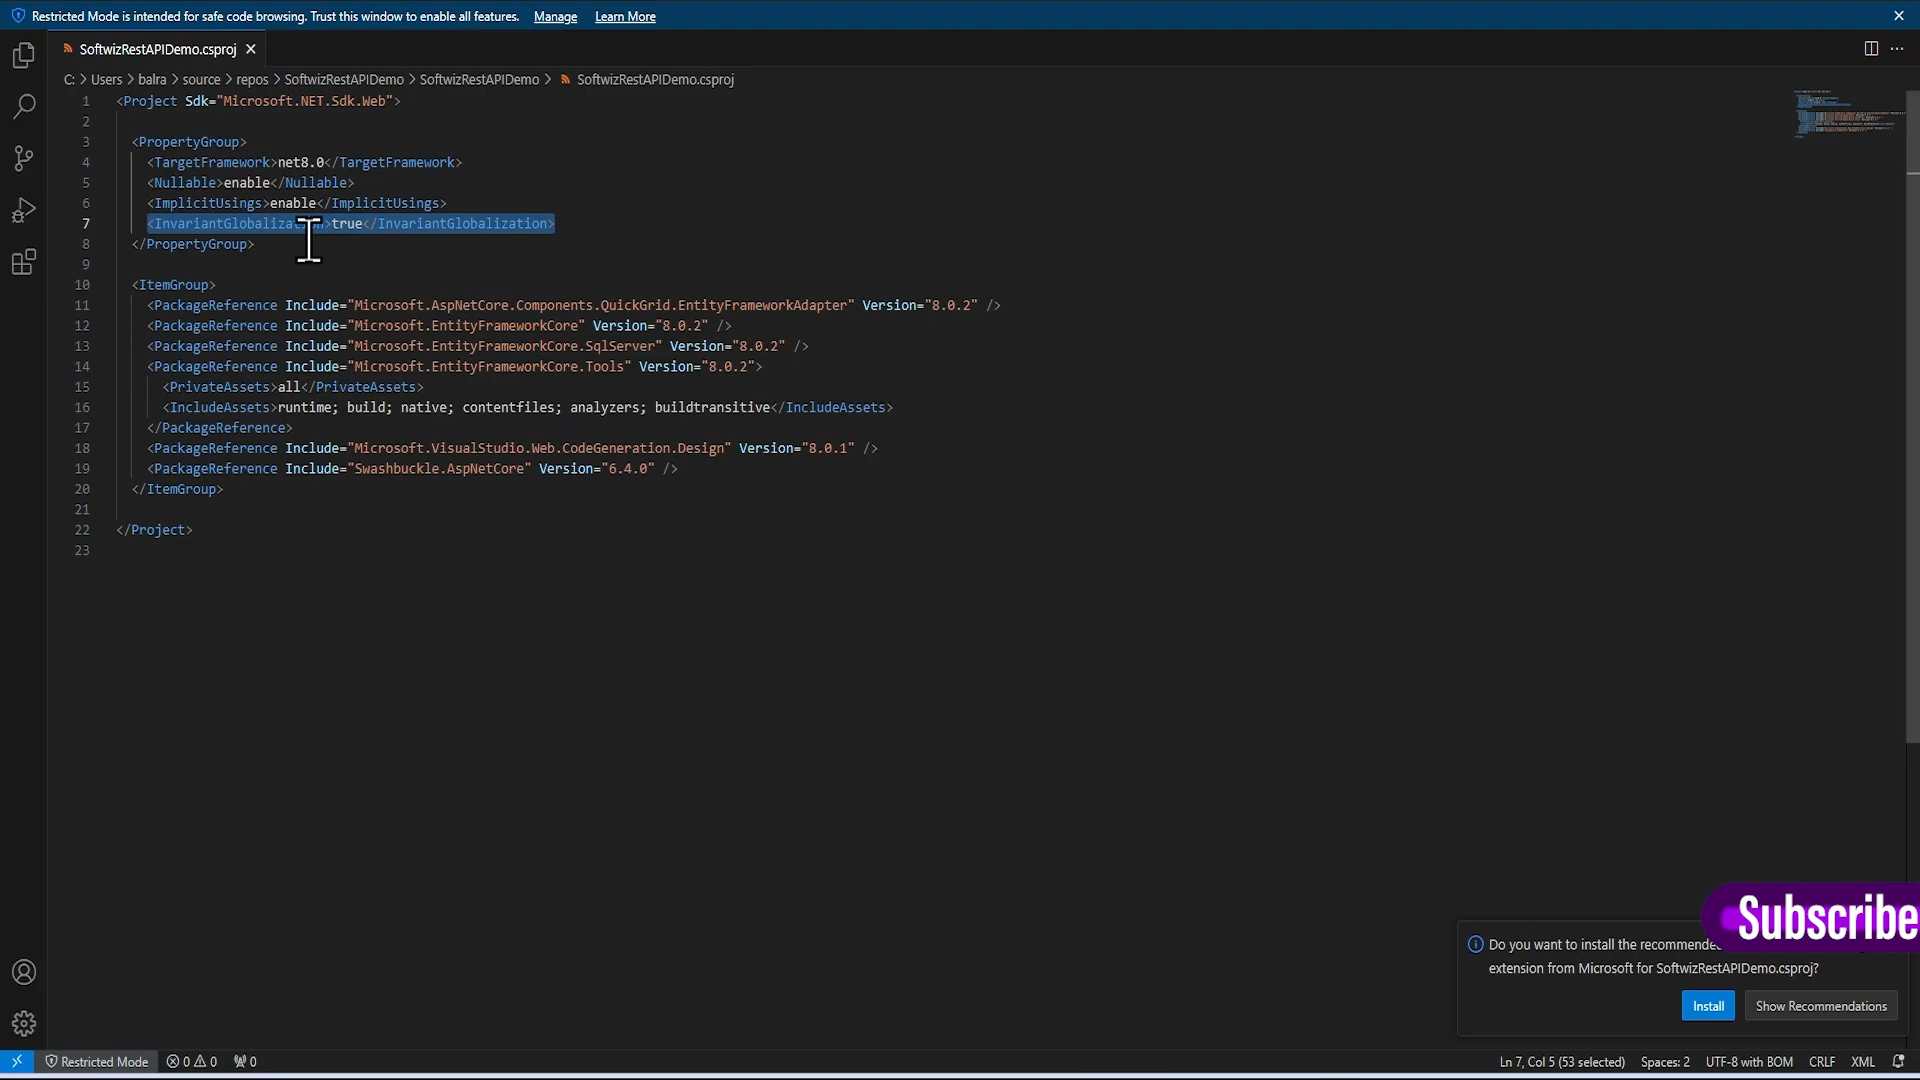 Restricted Mode is intended for safe code browsing. Trust this window to enable all features. Manage Learn More
SoftwizRestAPIDemo.csproj
C: > Users > balra > source > repos > SoftwizRestAPIDemo > SoftwizRestAPIDemo > SoftwizRestAPIDemo.csproj
1 <Project Sdk="Microsoft.NET.Sdk.Web">
2
3 <PropertyGroup>
4 <TargetFramework>net8.0</TargetFramework>
5 <Nullable>enable</Nullable>
6 <ImplicitUsings>enable</ImplicitUsings>
7 <InvariantGlobalization>true</InvariantGlobalization>
8 </PropertyGroup>
9
10 <ItemGroup>
11 <PackageReference Include="Microsoft.AspNetCore.Components.QuickGrid.EntityFrameworkAdapter" Version="8.0.2" />
12 <PackageReference Include="Microsoft.EntityFrameworkCore" Version="8.0.2" />
13 <PackageReference Include="Microsoft.EntityFrameworkCore.SqlServer" Version="8.0.2" />
14 <PackageReference Include="Microsoft.EntityFrameworkCore.Tools" Version="8.0.2">
15 <PrivateAssets>all</PrivateAssets>
16 <IncludeAssets>runtime; build; native; contentfiles; analyzers; buildtransitive</IncludeAssets>
17 </PackageReference>
18 <PackageReference Include="Microsoft.VisualStudio.Web.CodeGeneration.Design" Version="8.0.1" />
19 <PackageReference Include="Swashbuckle.AspNetCore" Version="6.4.0" />
20 </ItemGroup>
21
22 </Project>
23
Subscribe
Do you want to install the recommended
extension from Microsoft for SoftwizRestAPIDemo.csproj?
Install Show Recommendations
Restricted Mode 0 0 0 Ln 7, Col 5 (53 selected) Spaces: 2 UTF-8 with BOM CRLF XML